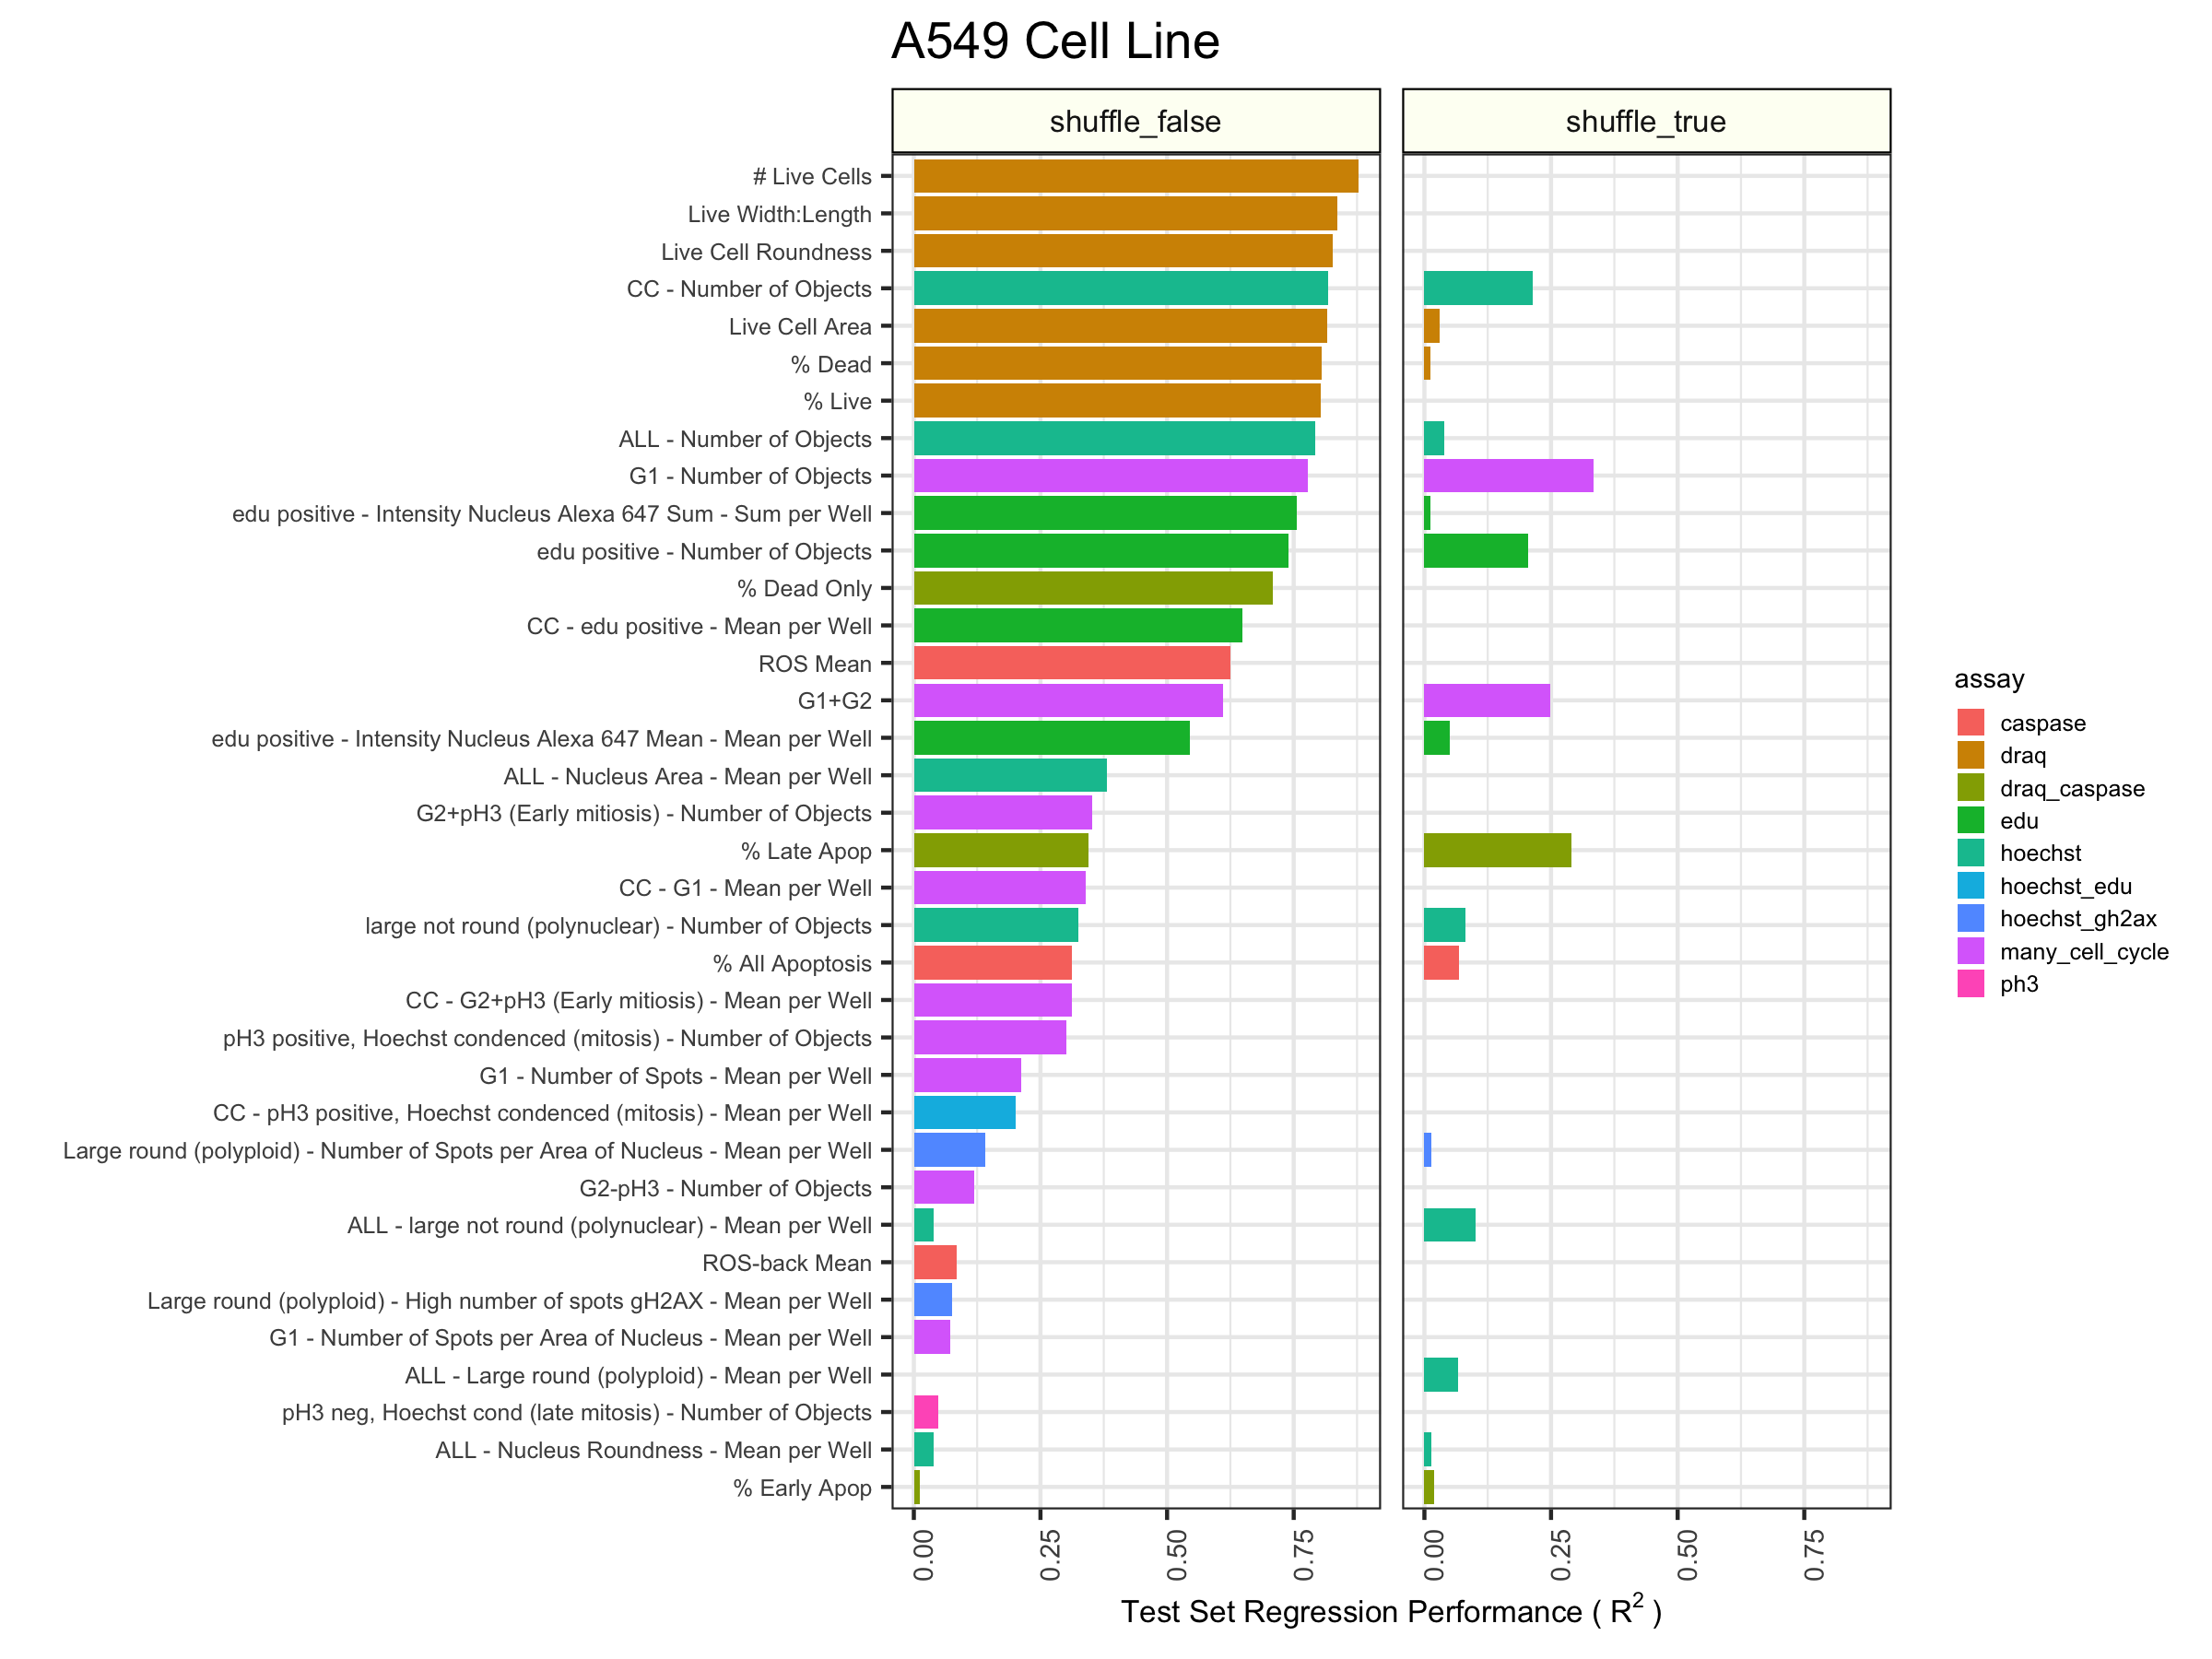 A549 Cell Line
shuffle_false
shuffle_true
# Live Cells
Live Width:Length
Live Cell Roundness
CC - Number of Objects
Live Cell Area
% Dead
% Live
ALL - Number of Objects
G1 - Number of Objects
edu positive - Intensity Nucleus Alexa 647 Sum - Sum per Well
edu positive - Number of Objects
% Dead Only
CC - edu positive - Mean per Well
ROS Mean
G1+G2
edu positive - Intensity Nucleus Alexa 647 Mean - Mean per Well
ALL - Nucleus Area - Mean per Well
G2+pH3 (Early mitiosis) - Number of Objects
% Late Apop
CC - G1 - Mean per Well
large not round (polynuclear) - Number of Objects
% All Apoptosis
CC - G2+pH3 (Early mitiosis) - Mean per Well
pH3 positive, Hoechst condenced (mitosis) - Number of Objects
G1 - Number of Spots - Mean per Well
CC - pH3 positive, Hoechst condenced (mitosis) - Mean per Well
Large round (polyploid) - Number of Spots per Area of Nucleus - Mean per Well
G2-pH3 - Number of Objects
ALL - large not round (polynuclear) - Mean per Well
ROS-back Mean
Large round (polyploid) - High number of spots gH2AX - Mean per Well
G1 - Number of Spots per Area of Nucleus - Mean per Well
ALL - Large round (polyploid) - Mean per Well
pH3 neg, Hoechst cond (late mitosis) - Number of Objects
ALL - Nucleus Roundness - Mean per Well
% Early Apop
0.00
0.25
0.50
0.75
0.00
0.25
0.50
0.75
Test Set Regression Performance ( R² )
assay
caspase
draq
draq_caspase
edu
hoechst
hoechst_edu
hoechst_gh2ax
many_cell_cycle
ph3